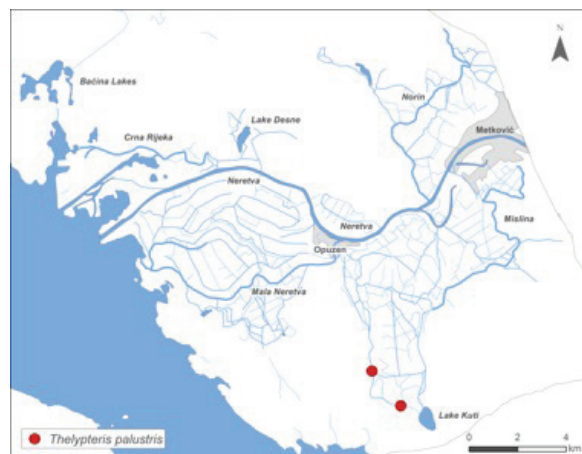 N
Baćina Lakes
Norin
Lake Desne
Metković
Crna Rijeka
Neretva
Mislina
Neretva
Opuzen
Mala Neretva
Lake Kuti
Thelypteris palustris
0 2 4
km